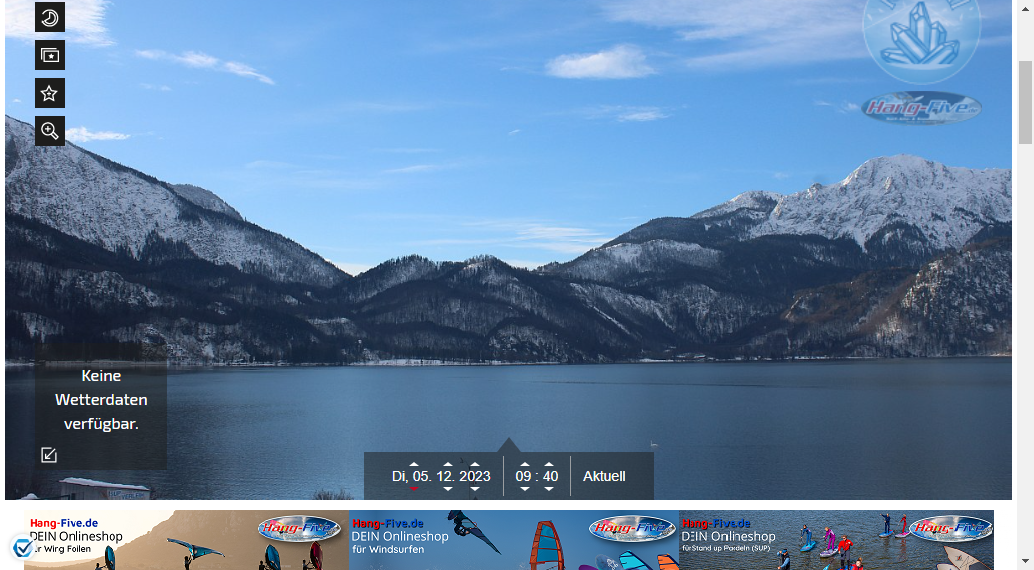 Hang-Five
Keine
Wetterdaten
verfügbar.
Di, 05. 12. 2023 09 : 40 Aktuell
Hang-Five.de
DEIN Onlineshop
für Wing Foilen
Hang-Five
Hang-Five.de
DEIN Onlineshop
für Windsurfen
Hang-Five
Hang-Five.de
DEIN Onlineshop
für Stand up Paddeln (SUP)
Hang-Five